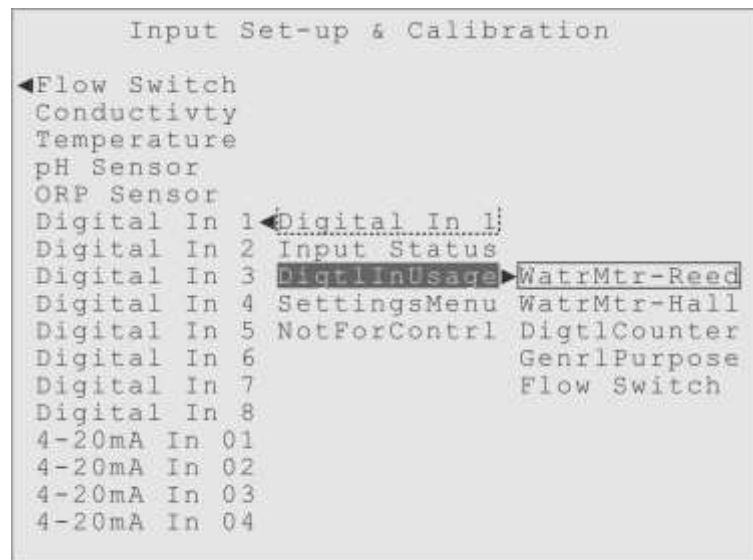 Input Set-up & Calibration
◄Flow Switch
Conductivty
Temperature
pH Sensor
ORP Sensor
Digital In 1◄Digital In 1
Digital In 2 Input Status
Digital In 3 DigtlInUsage►WatrMtr-Reed
Digital In 4 SettingsMenu WatrMtr-Hall
Digital In 5 NotForContrl DigtlCounter
Digital In 6 GenrlPurpose
Digital In 7 Flow Switch
Digital In 8
4-20mA In 01
4-20mA In 02
4-20mA In 03
4-20mA In 04